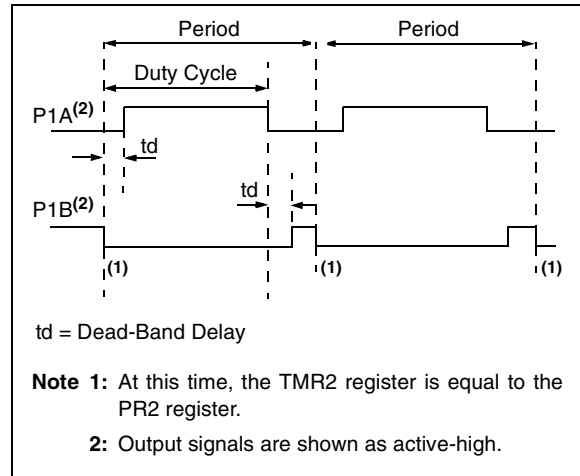 Period
Period
Duty Cycle
P1A(2)
td
td
P1B(2)
(1)
(1)
(1)
td = Dead-Band Delay
Note 1: At this time, the TMR2 register is equal to the
PR2 register.
2: Output signals are shown as active-high.